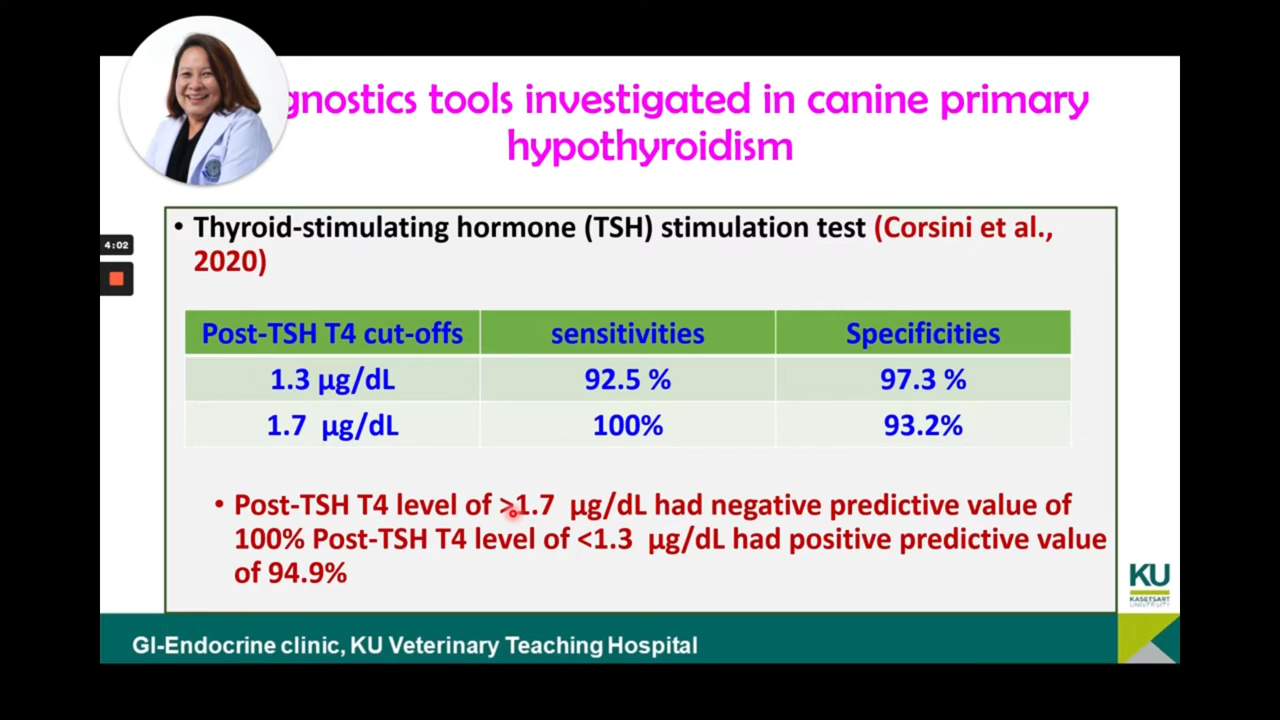 gnostics tools investigated in canine primary
hypothyroidism
• Thyroid-stimulating hormone (TSH) stimulation test (Corsini et al.,
2020)
4:02
Post-TSH T4 cut-offs sensitivities Specificities
1.3 µg/dL 92.5 % 97.3 %
1.7 µg/dL 100% 93.2%
• Post-TSH T4 level of >1.7 µg/dL had negative predictive value of
100% Post-TSH T4 level of <1.3 µg/dL had positive predictive value
of 94.9%
KU
KASETSART
UNIVERSITY
GI-Endocrine clinic, KU Veterinary Teaching Hospital